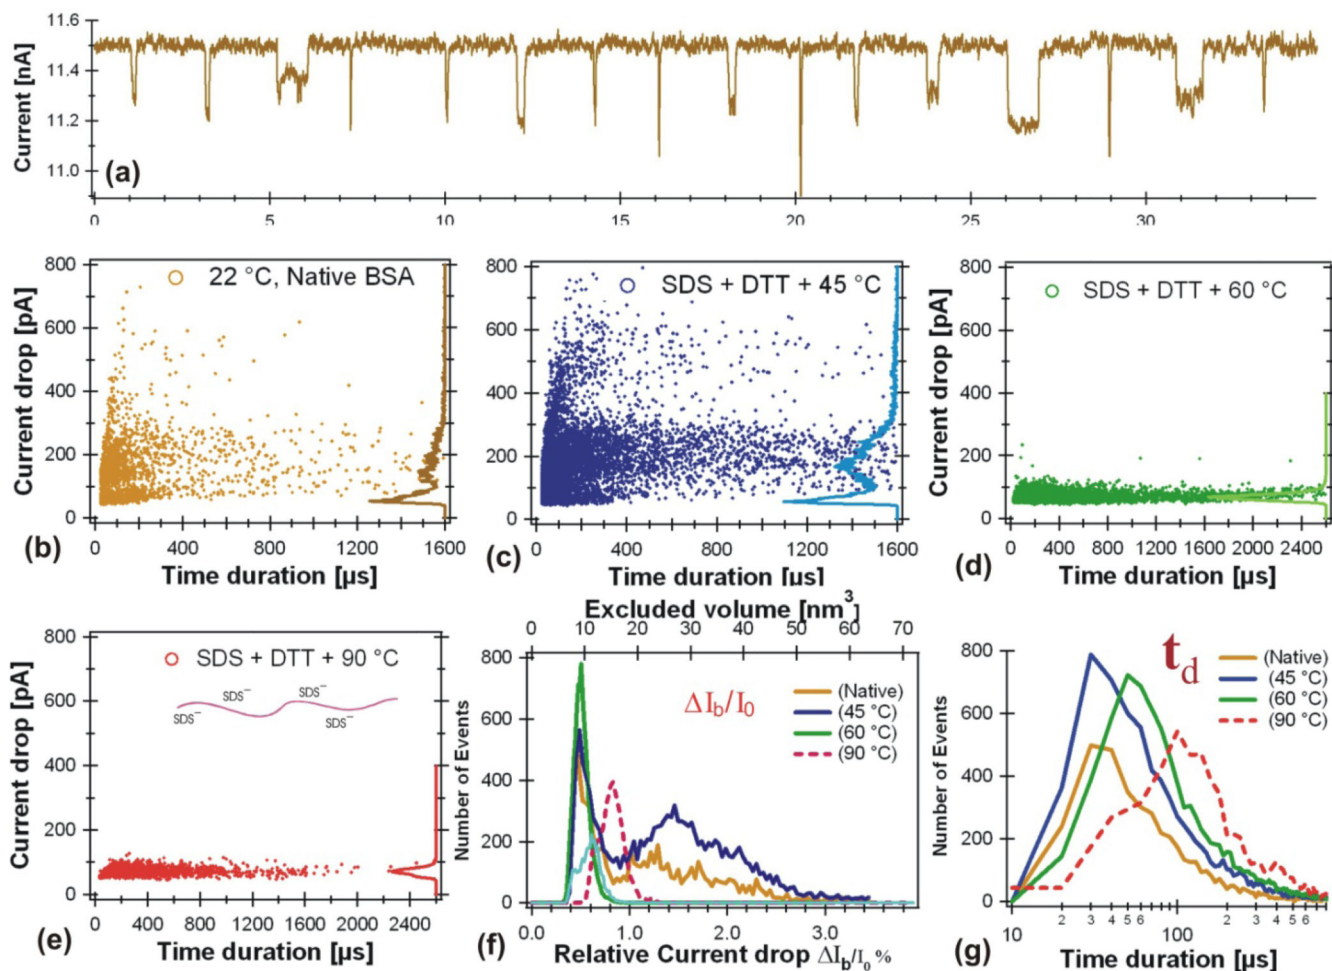 11.6
11.4
11.2
11.0
Current [nA]
(a)
0 5 10 15 20 25 30
800
600
400
200
0
Current drop [pA]
22 °C, Native BSA
(b)
0 400 800 1200 1600
Time duration [µs]
800
600
400
200
0
Current drop [pA]
SDS + DTT + 45 °C
(c)
0 400 800 1200 1600
Time duration [µs]
800
600
400
200
0
Current drop [pA]
SDS + DTT + 60 °C
(d)
0 400 800 1200 1600 2000 2400
Time duration [µs]
800
600
400
200
0
Current drop [pA]
SDS + DTT + 90 °C
SDS⁻ SDS⁻ SDS⁻ SDS⁻
(e)
0 400 800 1200 1600 2000 2400
Time duration [µs]
Excluded volume [nm³]
0 10 20 30 40 50 60 70
800
600
400
200
0
Number of Events
ΔI_b/I_0
(Native)
(45 °C)
(60 °C)
(90 °C)
(f)
0.0 1.0 2.0 3.0
Relative Current drop ΔI_b/I_0 %
800
600
400
200
0
Number of Events
t_d
(Native)
(45 °C)
(60 °C)
(90 °C)
(g)
10 2 3 4 5 6 100 2 3 4 5 6
Time duration [µs]